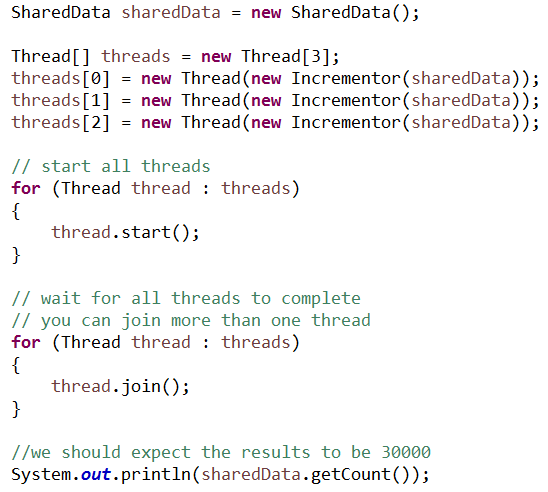 SharedData sharedData = new SharedData();
Thread[] threads = new Thread[3];
threads[0] = new Thread(new Incrementor(sharedData));
threads[1] = new Thread(new Incrementor(sharedData));
threads[2] = new Thread(new Incrementor(sharedData));
// start all threads
for (Thread thread : threads)
{
    thread.start();
}
// wait for all threads to complete
// you can join more than one thread
for (Thread thread : threads)
{
    thread.join();
}
//we should expect the results to be 30000
System.out.println(sharedData.getCount());